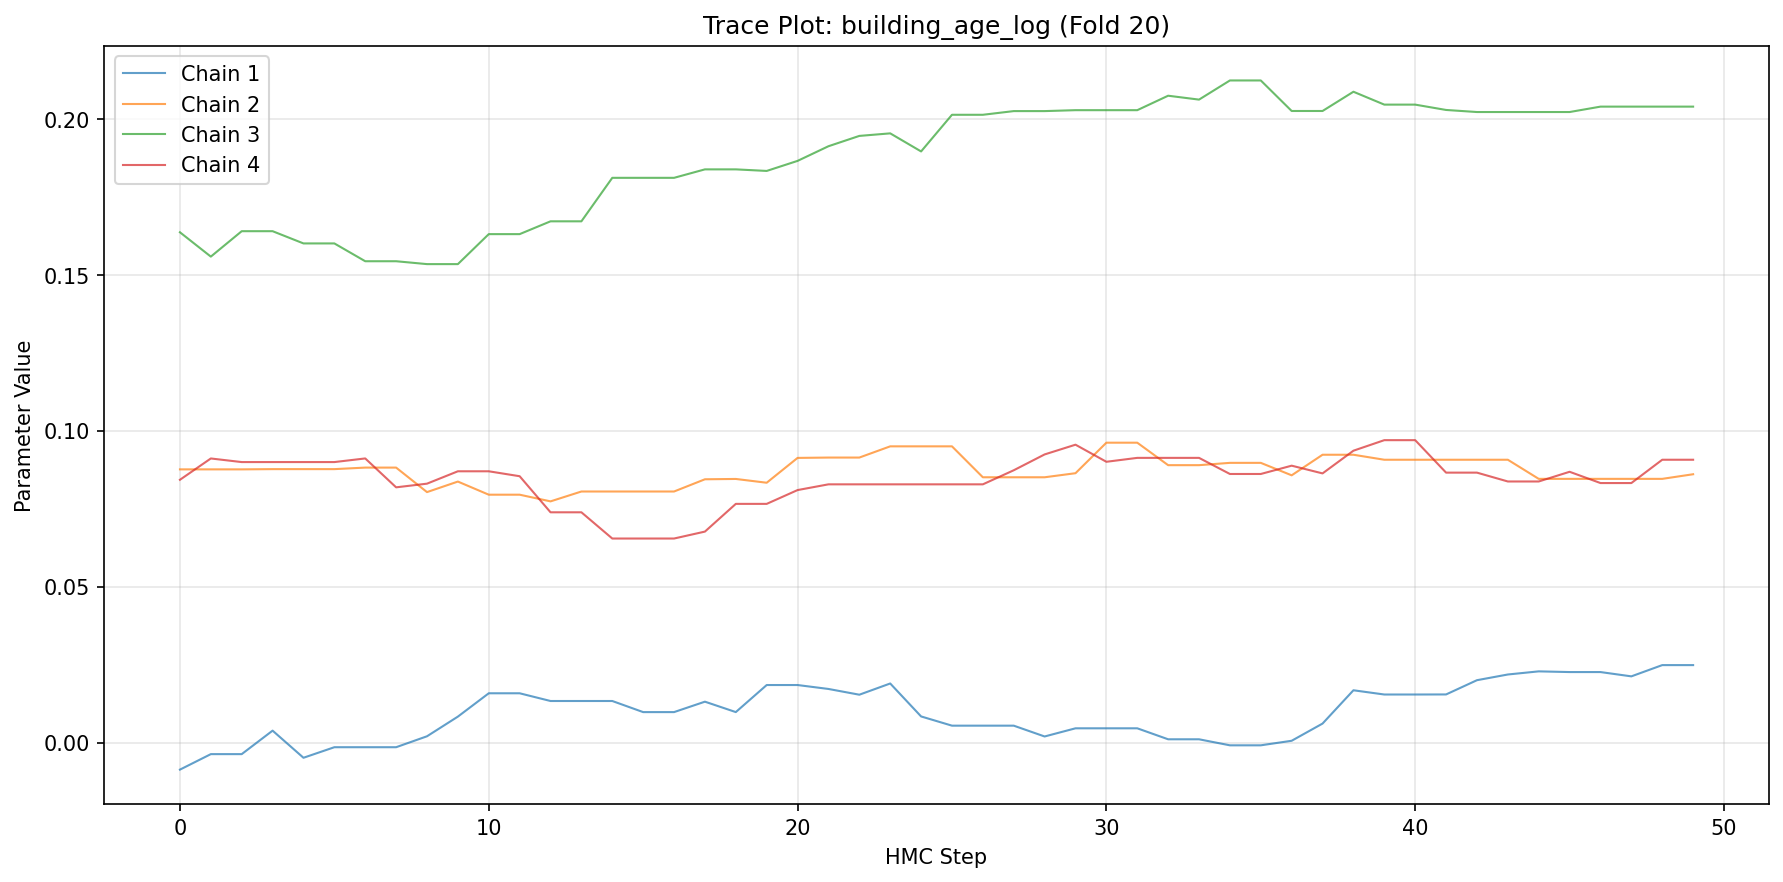 Trace Plot: building_age_log (Fold 20)
Chain 1
Chain 2
Chain 3
Chain 4
0.20
0.15
0.10
0.05
0.00
Parameter Value
0 10 20 30 40 50
HMC Step